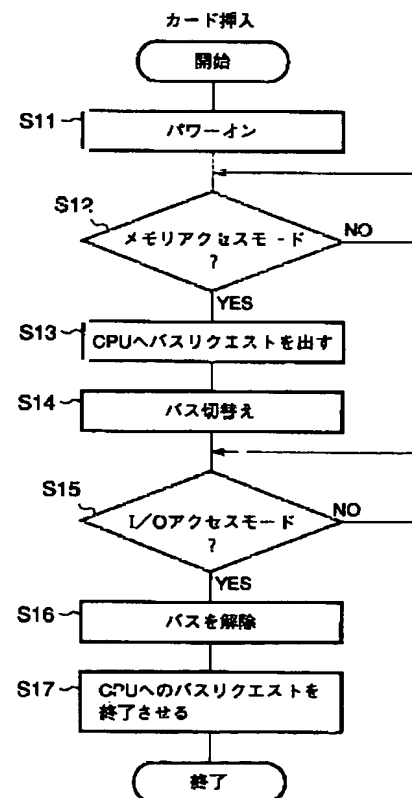 カード挿入
開始
S11
パワーオン
S12
メモリアクセスモード
?
NO
YES
S13
CPUへバスリクエストを出す
S14
バス切替え
S15
I/Oアクセスモード
?
NO
YES
S16
バスを解除
S17
CPUへのバスリクエストを
終了させる
終了